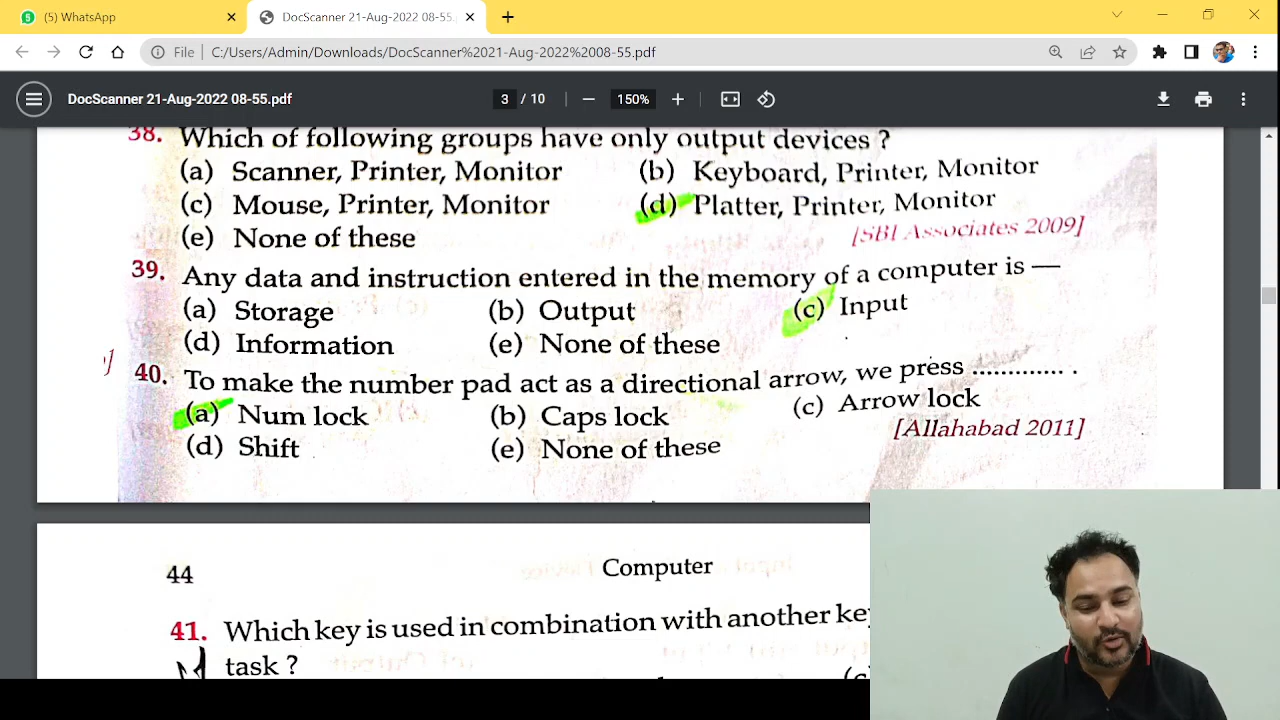 (5) WhatsApp
DocScanner 21-Aug-2022 08-55.
File C:/Users/Admin/Downloads/DocScanner%2021-Aug-2022%2008-55.pdf
DocScanner 21-Aug-2022 08-55.pdf
3 / 10
150%
38. Which of following groups have only output devices ?
(a) Scanner, Printer, Monitor (b) Keyboard, Printer, Monitor
(c) Mouse, Printer, Monitor (d) Platter, Printer, Monitor
(e) None of these [SBI Associates 2009]
39. Any data and instruction entered in the memory of a computer is —
(a) Storage (b) Output (c) Input
(d) Information (e) None of these
40. To make the number pad act as a directional arrow, we press ............. .
(a) Num lock (b) Caps lock (c) Arrow lock
(d) Shift (e) None of these [Allahabad 2011]
44 Computer
41. Which key is used in combination with another key
task ?